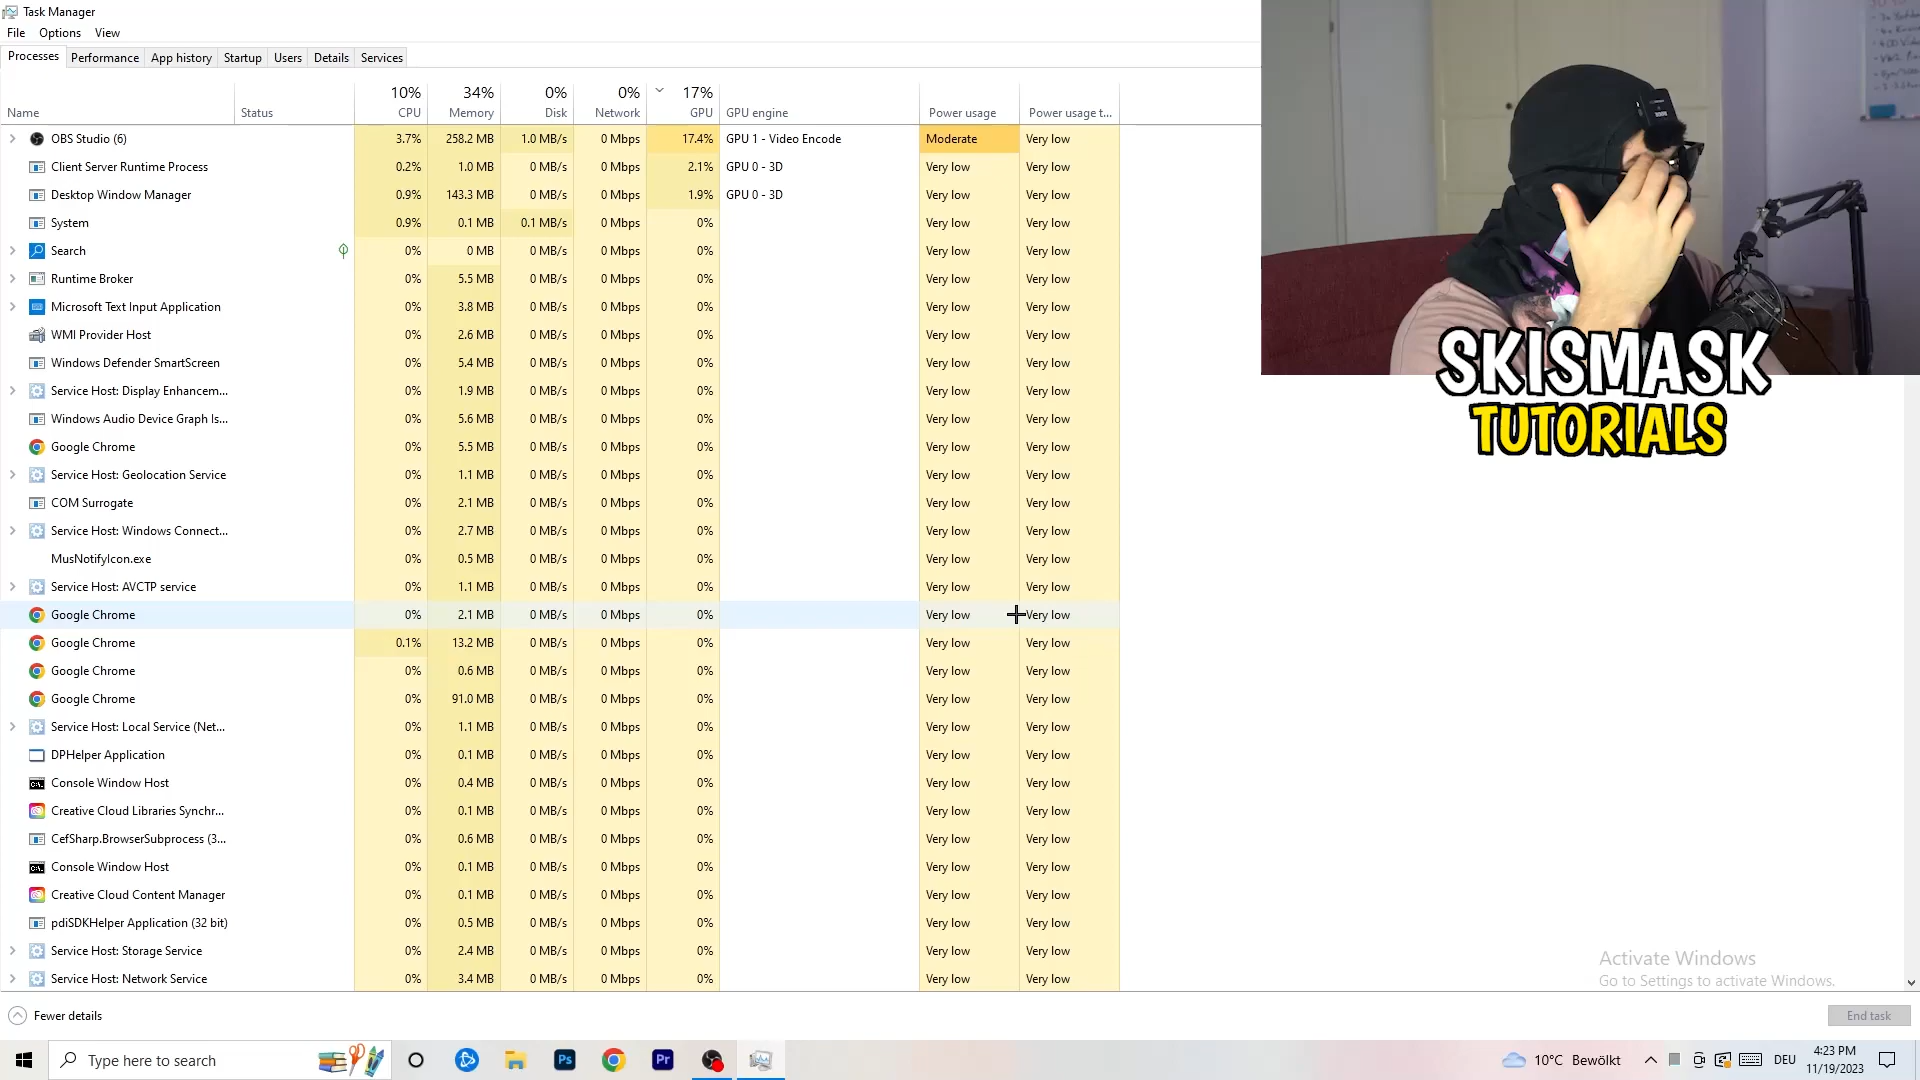 Task Manager
File Options View
Processes Performance App history Startup Users Details Services
10% 34% 0% 0% 17%
Name Status CPU Memory Disk Network GPU GPU engine Power usage Power usage t...
OBS Studio (6) 3.7% 258.2 MB 1.0 MB/s 0 Mbps 17.4% GPU 1 - Video Encode Moderate Very low
Client Server Runtime Process 0.2% 1.0 MB 0 MB/s 0 Mbps 2.1% GPU 0 - 3D Very low Very low
Desktop Window Manager 0.9% 143.3 MB 0 MB/s 0 Mbps 1.9% GPU 0 - 3D Very low Very low
System 0.9% 0.1 MB 0.1 MB/s 0 Mbps 0% Very low Very low
Search 0% 0 MB 0 MB/s 0 Mbps 0% Very low Very low
Runtime Broker 0% 5.5 MB 0 MB/s 0 Mbps 0% Very low Very low
Microsoft Text Input Application 0% 3.8 MB 0 MB/s 0 Mbps 0% Very low Very low
WMI Provider Host 0% 2.6 MB 0 MB/s 0 Mbps 0% Very low Very low
Windows Defender SmartScreen 0% 5.4 MB 0 MB/s 0 Mbps 0% Very low Very low
Service Host: Display Enhancem... 0% 1.9 MB 0 MB/s 0 Mbps 0% Very low Very low
Windows Audio Device Graph Is... 0% 5.6 MB 0 MB/s 0 Mbps 0% Very low Very low
Google Chrome 0% 5.5 MB 0 MB/s 0 Mbps 0% Very low Very low
Service Host: Geolocation Service 0% 1.1 MB 0 MB/s 0 Mbps 0% Very low Very low
COM Surrogate 0% 2.1 MB 0 MB/s 0 Mbps 0% Very low Very low
Service Host: Windows Connect... 0% 2.7 MB 0 MB/s 0 Mbps 0% Very low Very low
MusNotifyIcon.exe 0% 0.5 MB 0 MB/s 0 Mbps 0% Very low Very low
Service Host: AVCTP service 0% 1.1 MB 0 MB/s 0 Mbps 0% Very low Very low
Google Chrome 0% 2.1 MB 0 MB/s 0 Mbps 0% Very low Very low
Google Chrome 0.1% 13.2 MB 0 MB/s 0 Mbps 0% Very low Very low
Google Chrome 0% 0.6 MB 0 MB/s 0 Mbps 0% Very low Very low
Google Chrome 0% 91.0 MB 0 MB/s 0 Mbps 0% Very low Very low
Service Host: Local Service (Net... 0% 1.1 MB 0 MB/s 0 Mbps 0% Very low Very low
DPHelper Application 0% 0.1 MB 0 MB/s 0 Mbps 0% Very low Very low
Console Window Host 0% 0.4 MB 0 MB/s 0 Mbps 0% Very low Very low
Creative Cloud Libraries Synchr... 0% 0.1 MB 0 MB/s 0 Mbps 0% Very low Very low
CefSharp.BrowserSubprocess (3... 0% 0.6 MB 0 MB/s 0 Mbps 0% Very low Very low
Console Window Host 0% 0.1 MB 0 MB/s 0 Mbps 0% Very low Very low
Creative Cloud Content Manager 0% 0.1 MB 0 MB/s 0 Mbps 0% Very low Very low
pdiSDKHelper Application (32 bit) 0% 0.5 MB 0 MB/s 0 Mbps 0% Very low Very low
Service Host: Storage Service 0% 2.4 MB 0 MB/s 0 Mbps 0% Very low Very low
Service Host: Network Service 0% 3.4 MB 0 MB/s 0 Mbps 0% Very low Very low
SKISMASK
TUTORIALS
Activate Windows
Go to Settings to activate Windows.
Fewer details
End task
Type here to search
Ps
Pr
10°C Bewölkt
DEU
4:23 PM
11/19/2023